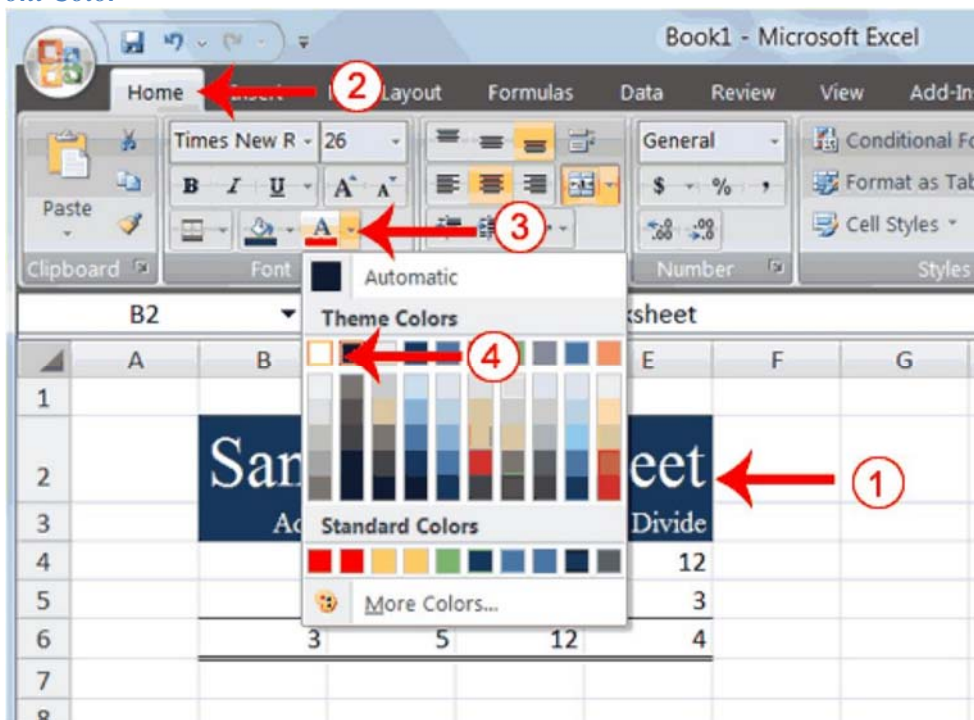 Book1 - Microsoft Excel
Home
2
Layout
Formulas
Data
Review
View
Add-In
Times New R
26
General
Conditional Fo
B I U A A
$ % ,
Format as Tab
Paste
A
3
.00 .00
Cell Styles
Clipboard
Font
Number
Styles
Automatic
B2
ksheet
Theme Colors
4
A B E F G
1
2 San eet 1
3 Ac Divide
Standard Colors
4 12
5 3
More Colors...
6 3 5 12 4
7
8